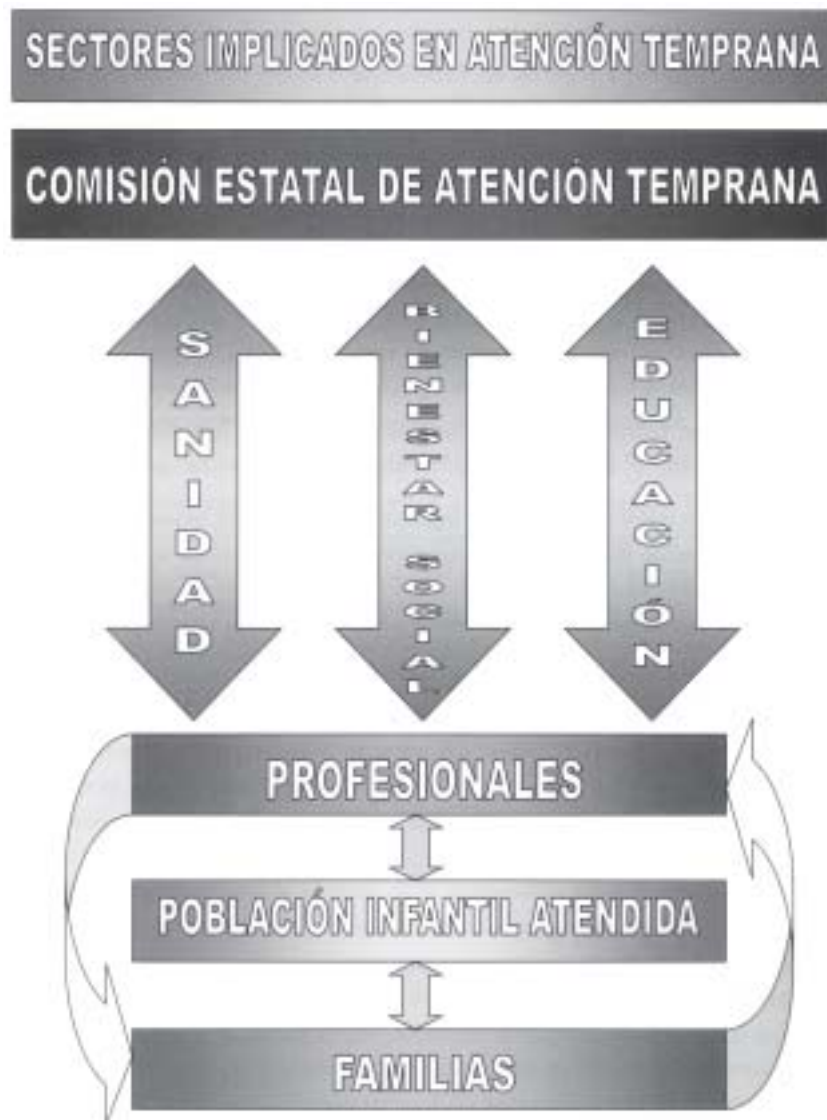 SECTORES IMPLICADOS EN ATENCIÓN TEMPRANA
COMISIÓN ESTATAL DE ATENCIÓN TEMPRANA
SANIDAD
BIENESTAR SOCIAL
EDUCACIÓN
PROFESIONALES
POBLACIÓN INFANTIL ATENDIDA
FAMILIAS